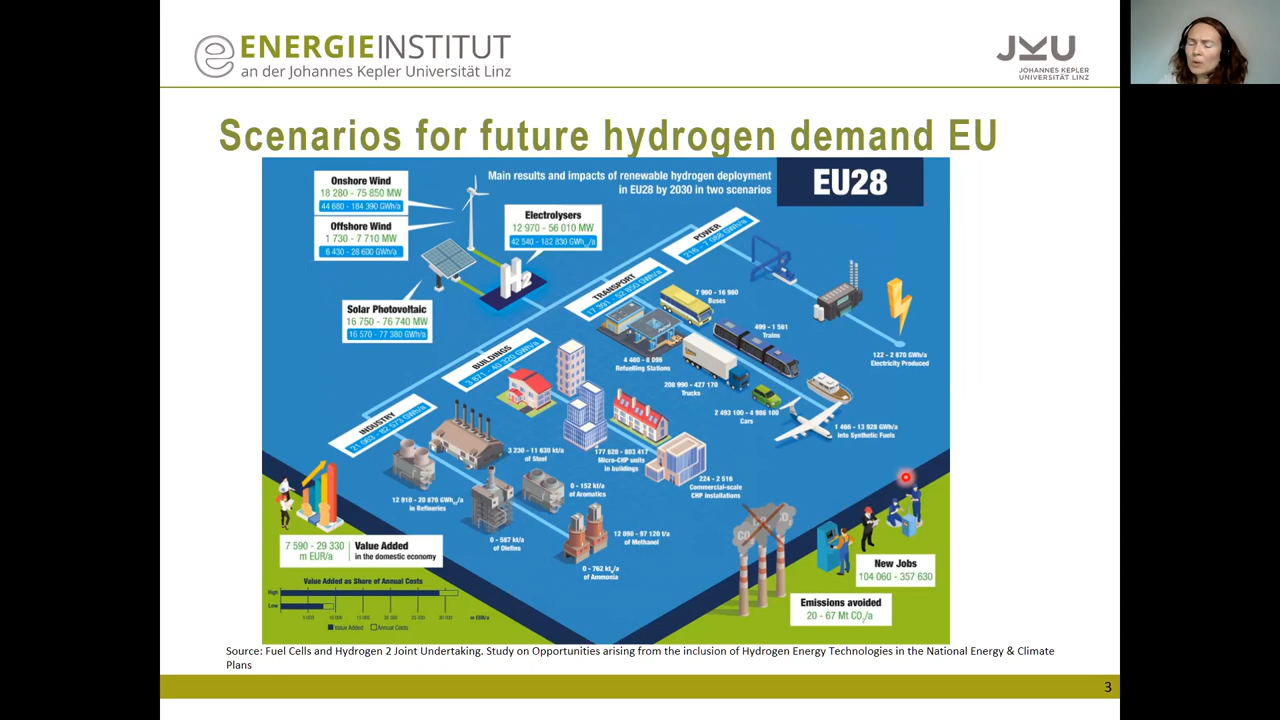 ENERGIEINSTITUT
an der Johannes Kepler Universität Linz
JKU
JOHANNES KEPLER
UNIVERSITÄT LINZ
Scenarios for future hydrogen demand EU
Main results and impacts of renewable hydrogen deployment
in EU28 by 2030 in two scenarios
EU28
Onshore Wind
18 280 - 75 850 MW
44 680 - 184 390 GWh/a
Offshore Wind
1 730 - 7 710 MW
6 430 - 28 600 GWh/a
Solar Photovoltaic
16 750 - 76 740 MW
16 570 - 77 380 GWh/a
Electrolysers
12 970 - 56 010 MW
42 540 - 182 830 GWh
H2
POWER
TRANSPORT
BUILDINGS
INDUSTRY
7 960 - 16 980
Buses
499 - 1 561
Trains
4 460 - 8 096
Refuelling Stations
208 990 - 427 170
Trucks
2 493 100 - 4 986 100
Cars
1 466 - 13 928 GWh/a
into Synthetic Fuels
122 - 2 670 GWh/a
Electricity Produced
3 230 - 11 630 kt/a
of Steel
177 628 - 803 417
Micro-CHP units
in buildings
224 - 2 516
Commercial-scale
CHP installations
0 - 152 kt/a
of Aromatics
12 910 - 20 870 GWh
in Refineries
0 - 587 kt/a
of Olefins
12 090 - 97 120 t/a
of Methanol
0 - 762 kt
of Ammonia
7 590 - 29 330
m EUR/a
Value Added
in the domestic economy
Value Added as Share of Annual Costs
High
Low
m EUR/a
Value Added
Annual Costs
New Jobs
104 060 - 357 630
Emissions avoided
20 - 67 Mt CO2/a
Source: Fuel Cells and Hydrogen 2 Joint Undertaking. Study on Opportunities arising from the inclusion of Hydrogen Energy Technologies in the National Energy & Climate
Plans
3